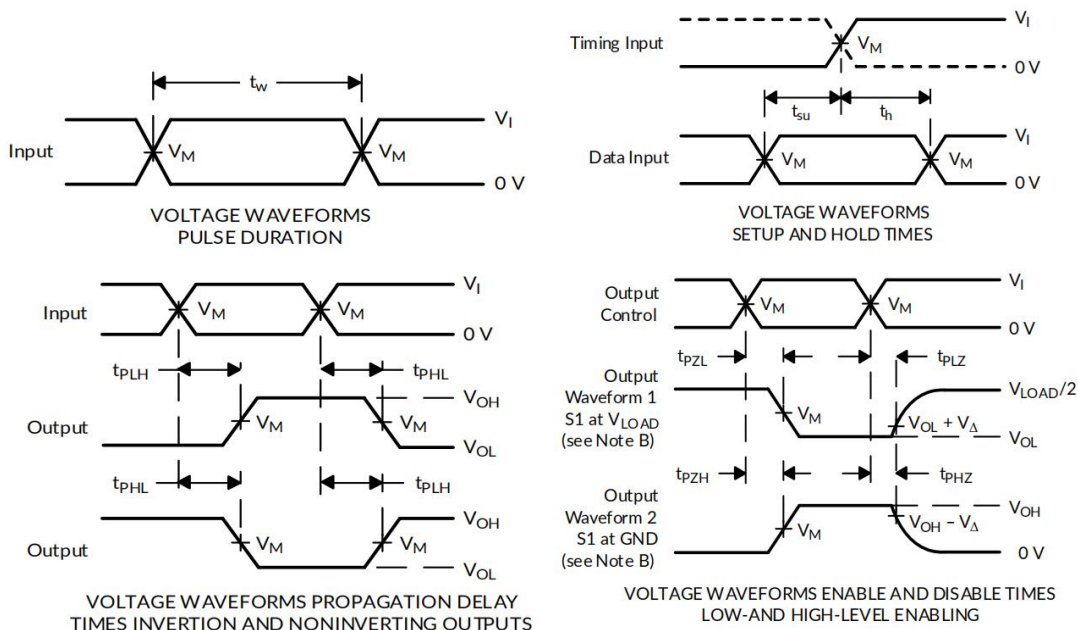 t_w
V_I
Input
V_M
V_M
0 V
VOLTAGE WAVEFORMS
PULSE DURATION
V_I
Timing Input
V_M
0 V
t_su
t_h
V_I
Data Input
V_M
V_M
0 V
VOLTAGE WAVEFORMS
SETUP AND HOLD TIMES
V_I
Input
V_M
V_M
0 V
t_PLH
t_PHL
V_OH
Output
V_M
V_M
V_OL
t_PHL
t_PLH
V_OH
Output
V_M
V_M
V_OL
VOLTAGE WAVEFORMS PROPAGATION DELAY
TIMES INVERTION AND NONINVERTING OUTPUTS
V_I
Output
Control
V_M
V_M
0 V
t_PZL
t_PLZ
Output
Waveform 1
S1 at V_LOAD
(see Note B)
V_LOAD/2
V_M
V_OL + V_Δ
V_OL
t_PZH
t_PHZ
Output
Waveform 2
S1 at GND
(see Note B)
V_OH
V_M
V_OH − V_Δ
0 V
VOLTAGE WAVEFORMS ENABLE AND DISABLE TIMES
LOW-AND HIGH-LEVEL ENABLING